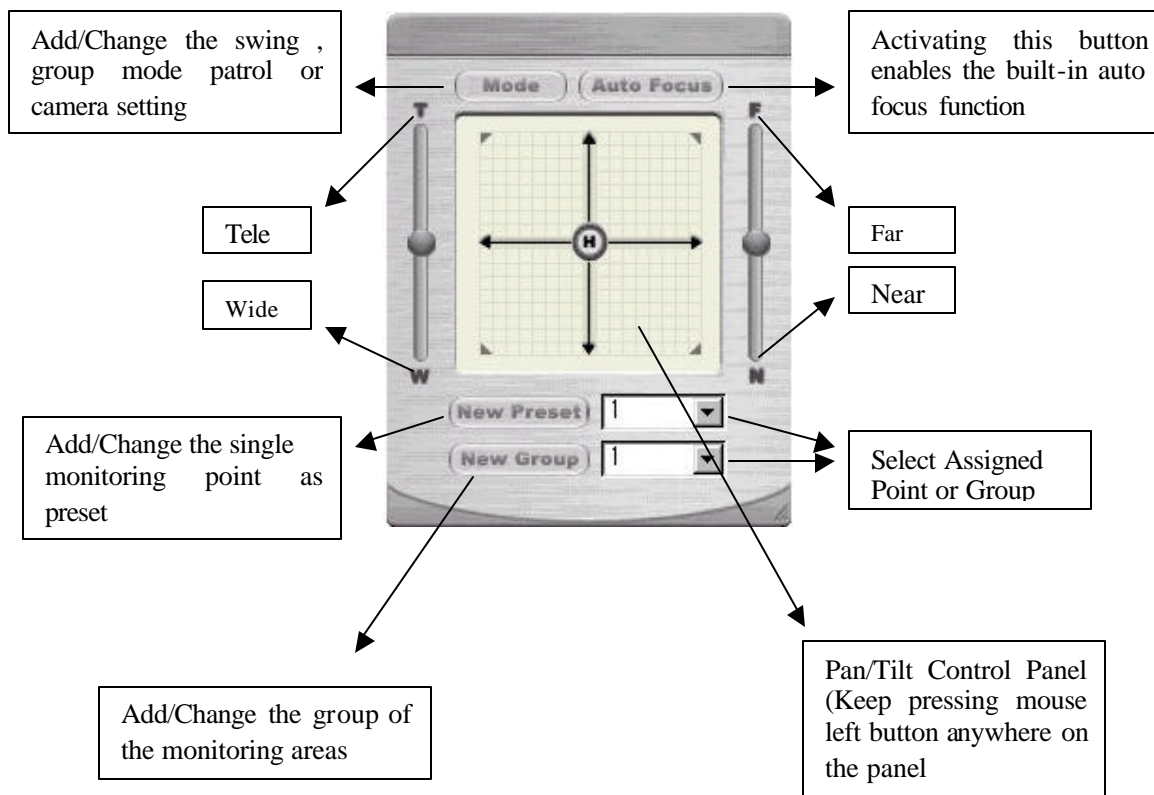 Add/Change the swing ,
group mode patrol or
camera setting
Activating this button
enables the built-in auto
focus function
Mode
Auto Focus
T
F
Tele
H
Far
Wide
Near
W
N
New Preset
1
New Group
1
Add/Change the single
monitoring point as
preset
Select Assigned
Point or Group
Add/Change the group of
the monitoring areas
Pan/Tilt Control Panel
(Keep pressing mouse
left button anywhere on
the panel